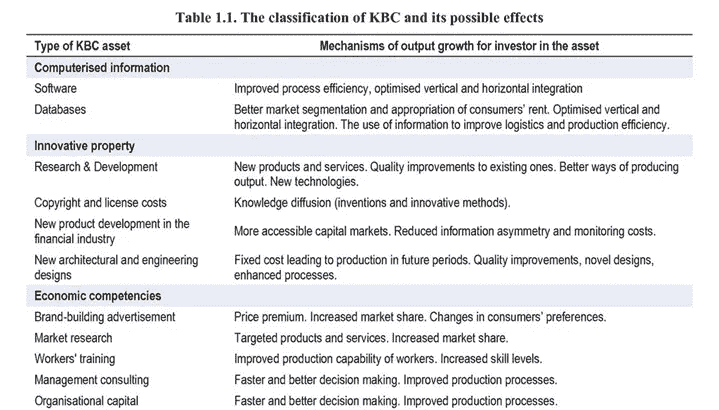 Table 1.1. The classification of KBC and its possible effects
Type of KBC asset Mechanisms of output growth for investor in the asset
Computerised information
Software Improved process efficiency, optimised vertical and horizontal integration
Databases Better market segmentation and appropriation of consumers' rent. Optimised vertical and
horizontal integration. The use of information to improve logistics and production efficiency.
Innovative property
Research & Development New products and services. Quality improvements to existing ones. Better ways of producing
output. New technologies.
Copyright and license costs Knowledge diffusion (inventions and innovative methods).
New product development in the
financial industry More accessible capital markets. Reduced information asymmetry and monitoring costs.
New architectural and engineering
designs Fixed cost leading to production in future periods. Quality improvements, novel designs,
enhanced processes.
Economic competencies
Brand-building advertisement Price premium. Increased market share. Changes in consumers' preferences.
Market research Targeted products and services. Increased market share.
Workers' training Improved production capability of workers. Increased skill levels.
Management consulting Faster and better decision making. Improved production processes.
Organisational capital Faster and better decision making. Improved production processes.